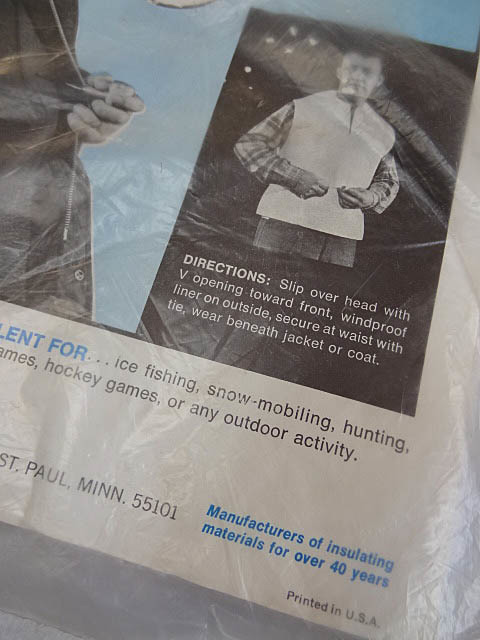 DIRECTIONS: Slip over head with
V opening toward front, windproof
liner on outside, secure at waist with
tie, wear beneath jacket or coat.
LENT FOR... ice fishing, snow-mobiling, hunting,
ames, hockey games, or any outdoor activity.
ST. PAUL, MINN. 55101
Manufacturers of insulating
materials for over 40 years
Printed in U.S.A.